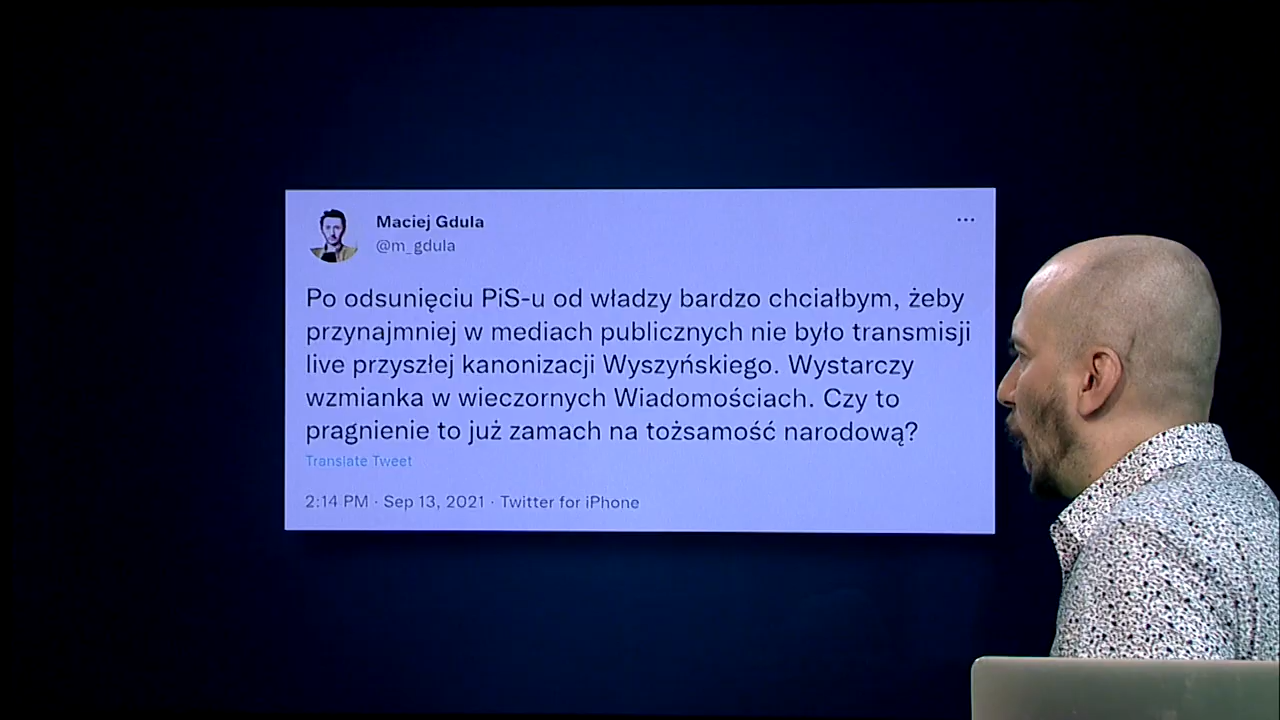 Maciej Gdula
@m_gdula
Po odsunięciu PiS-u od władzy bardzo chciałbym, żeby
przynajmniej w mediach publicznych nie było transmisji
live przyszłej kanonizacji Wyszyńskiego. Wystarczy
wzmianka w wieczornych Wiadomościach. Czy to
pragnienie to już zamach na tożsamość narodową?
Translate Tweet
2:14 PM · Sep 13, 2021 · Twitter for iPhone